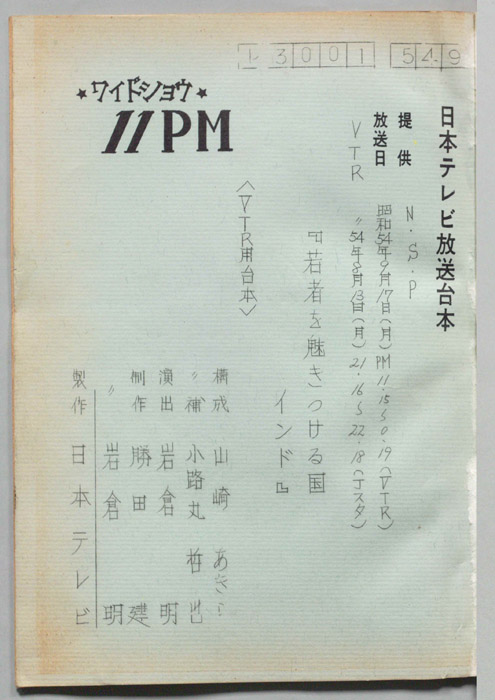 L 3001 549
日本テレビ放送台本
提供 N.S.P
放送日 昭和54年9月17日(月)PM11.15〜0.19(VTR)
VTR 〃54年8月13日(月)21.16〜22.18(Jスタ)
『若者を魅きつける国
インド』
★ワイドショウ★
11PM
〈VTR用台本〉
構成 山崎 あきら
〃補 小路丸 哲也
演出 岩倉 明
制作 勝田 建
〃 岩倉 明
製作 日本テレビ